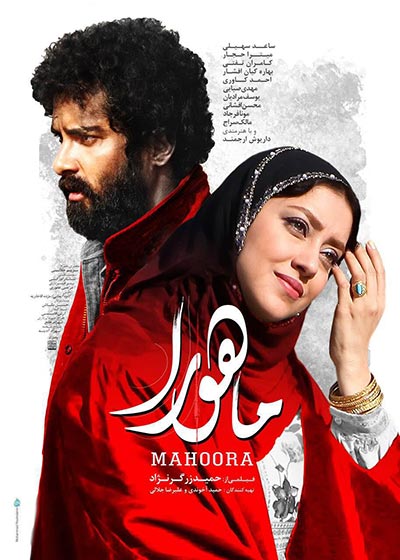 ساعد سهیلی
میترا حجار
کامران تفتی
بهاره کیان افشار
احمد کاوری
مهدی صبایی
یوسف مرادیان
محسن افشانی
مونا فرجاد
مالک سراج
و با هنرمندی
داریوش ارجمند
ماهورا
MAHOORA
فیلمی از: حمید زرگرنژاد
تهیه کنندگان: حمید آخوندی و علیرضا جلالی